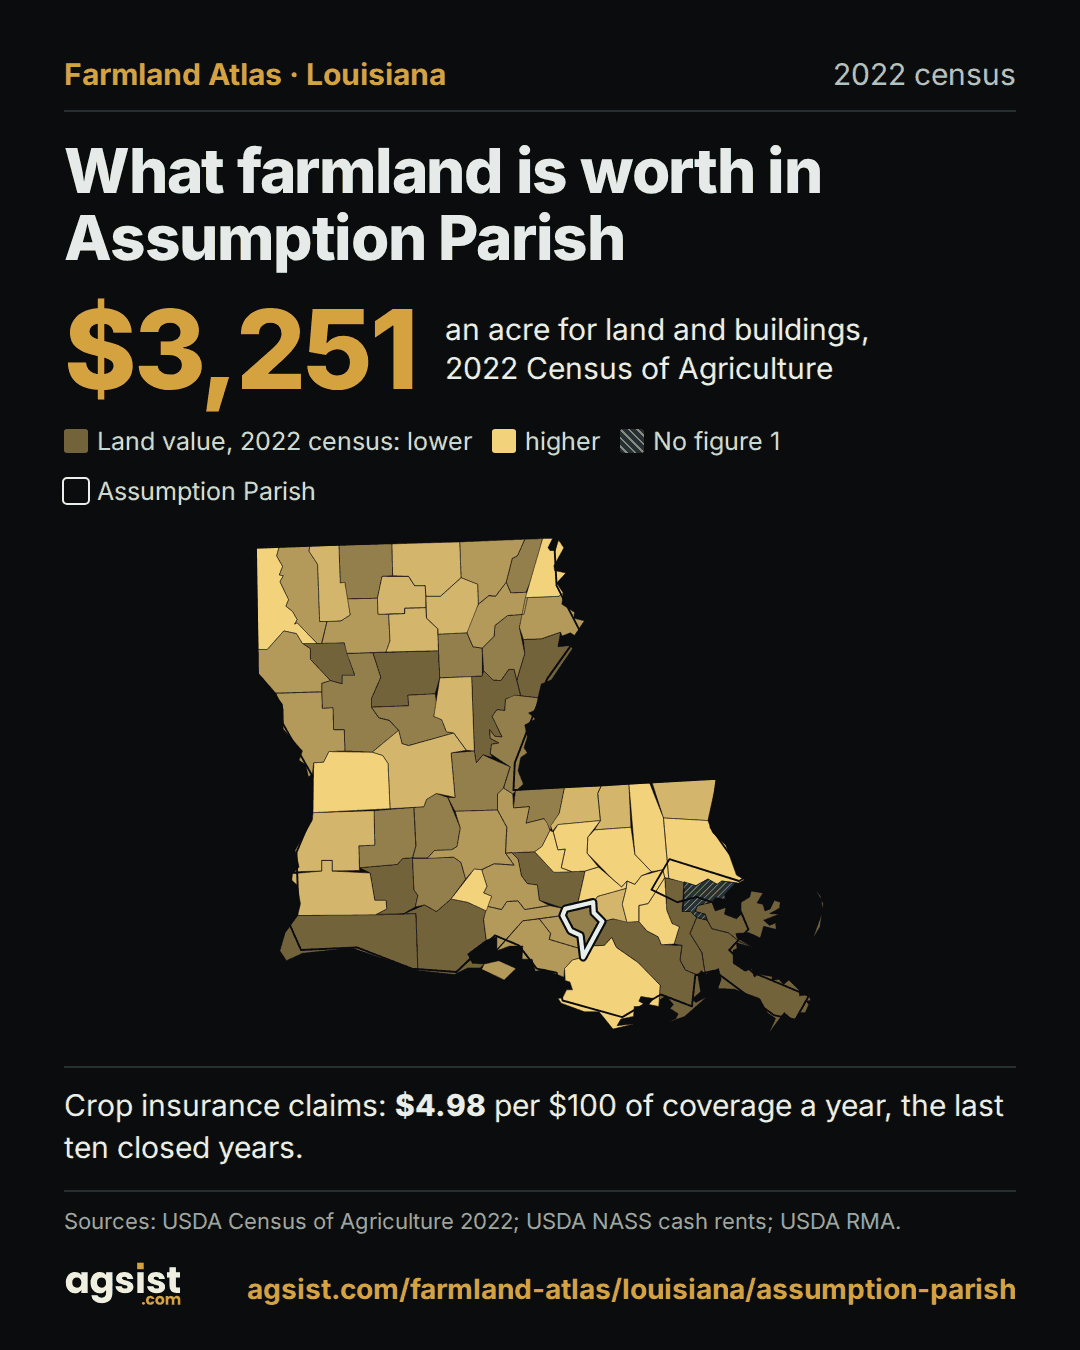 Farmland Atlas · Louisiana
2022 census
What farmland is worth in
Assumption Parish
$3,251
an acre for land and buildings,
2022 Census of Agriculture
Land value, 2022 census: lower
higher
No figure 1
Assumption Parish
Crop insurance claims: $4.98 per $100 of coverage a year, the last
ten closed years.
Sources: USDA Census of Agriculture 2022; USDA NASS cash rents; USDA RMA.
agsist
.com
agsist.com/farmland-atlas/louisiana/assumption-parish